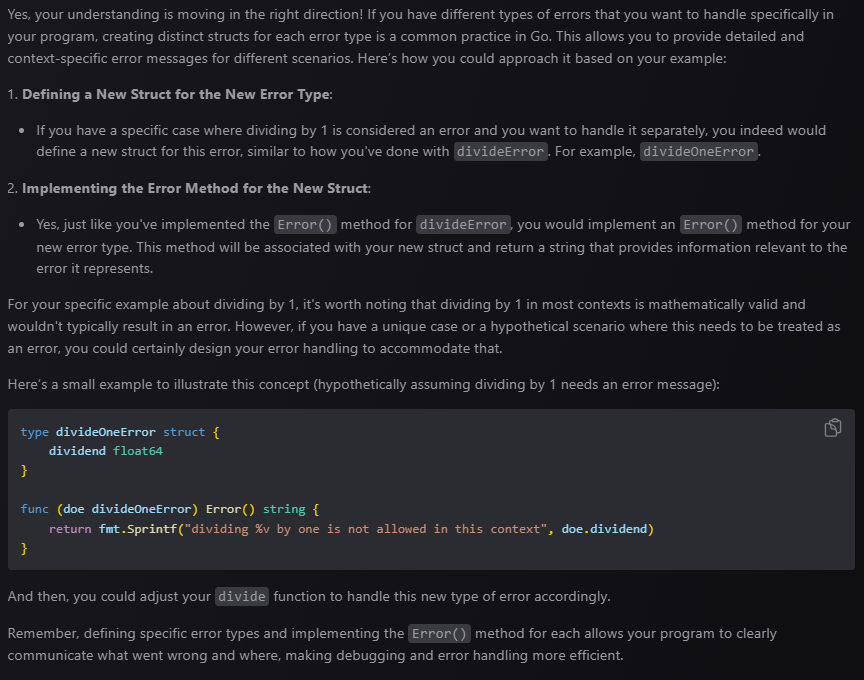 Yes, your understanding is moving in the right direction! If you have different types of errors that you want to handle specifically in
your program, creating distinct structs for each error type is a common practice in Go. This allows you to provide detailed and
context-specific error messages for different scenarios. Here's how you could approach it based on your example:
1. Defining a New Struct for the New Error Type:
• If you have a specific case where dividing by 1 is considered an error and you want to handle it separately, you indeed would
define a new struct for this error, similar to how you've done with divideError. For example, divideOneError.
2. Implementing the Error Method for the New Struct:
• Yes, just like you've implemented the Error() method for divideError, you would implement an Error() method for your
new error type. This method will be associated with your new struct and return a string that provides information relevant to the
error it represents.
For your specific example about dividing by 1, it's worth noting that dividing by 1 in most contexts is mathematically valid and
wouldn't typically result in an error. However, if you have a unique case or a hypothetical scenario where this needs to be treated as
an error, you could certainly design your error handling to accommodate that.
Here's a small example to illustrate this concept (hypothetically assuming dividing by 1 needs an error message):
type divideOneError struct {
    dividend float64
}
func (doe divideOneError) Error() string {
    return fmt.Sprintf("dividing %v by one is not allowed in this context", doe.dividend)
}
And then, you could adjust your divide function to handle this new type of error accordingly.
Remember, defining specific error types and implementing the Error() method for each allows your program to clearly
communicate what went wrong and where, making debugging and error handling more efficient.